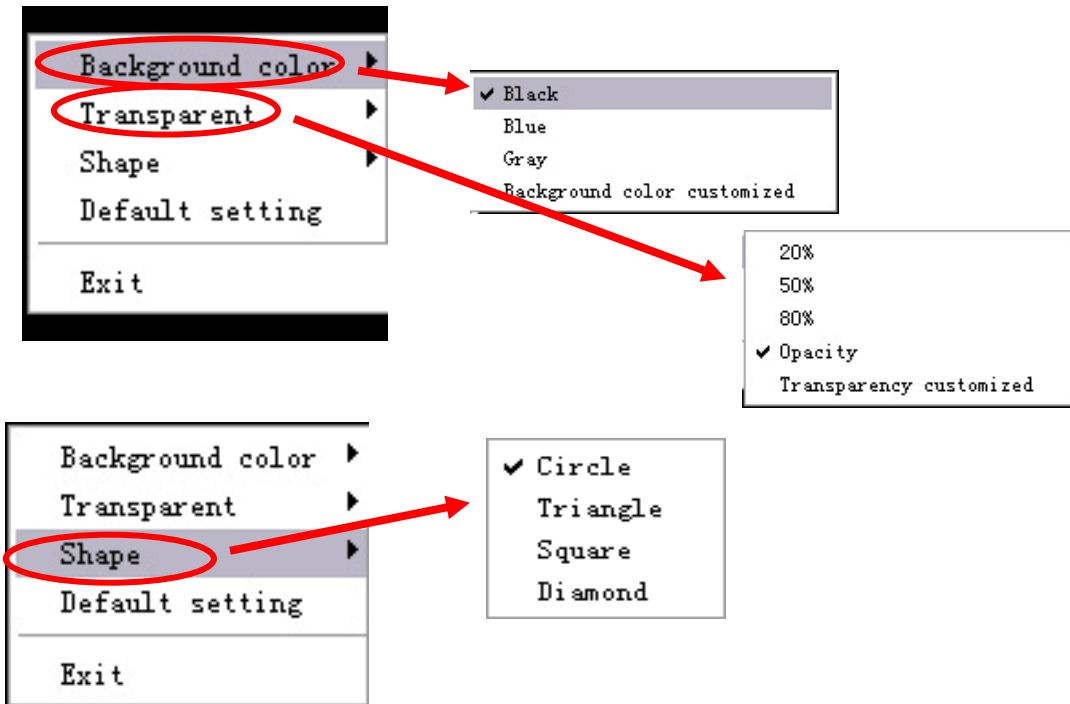 Background color
Transparent
Shape
Default setting
Exit
Black
Blue
Gray
Background color customized
20%
50%
80%
Opacity
Transparency customized
Background color
Transparent
Shape
Default setting
Exit
Circle
Triangle
Square
Diamond